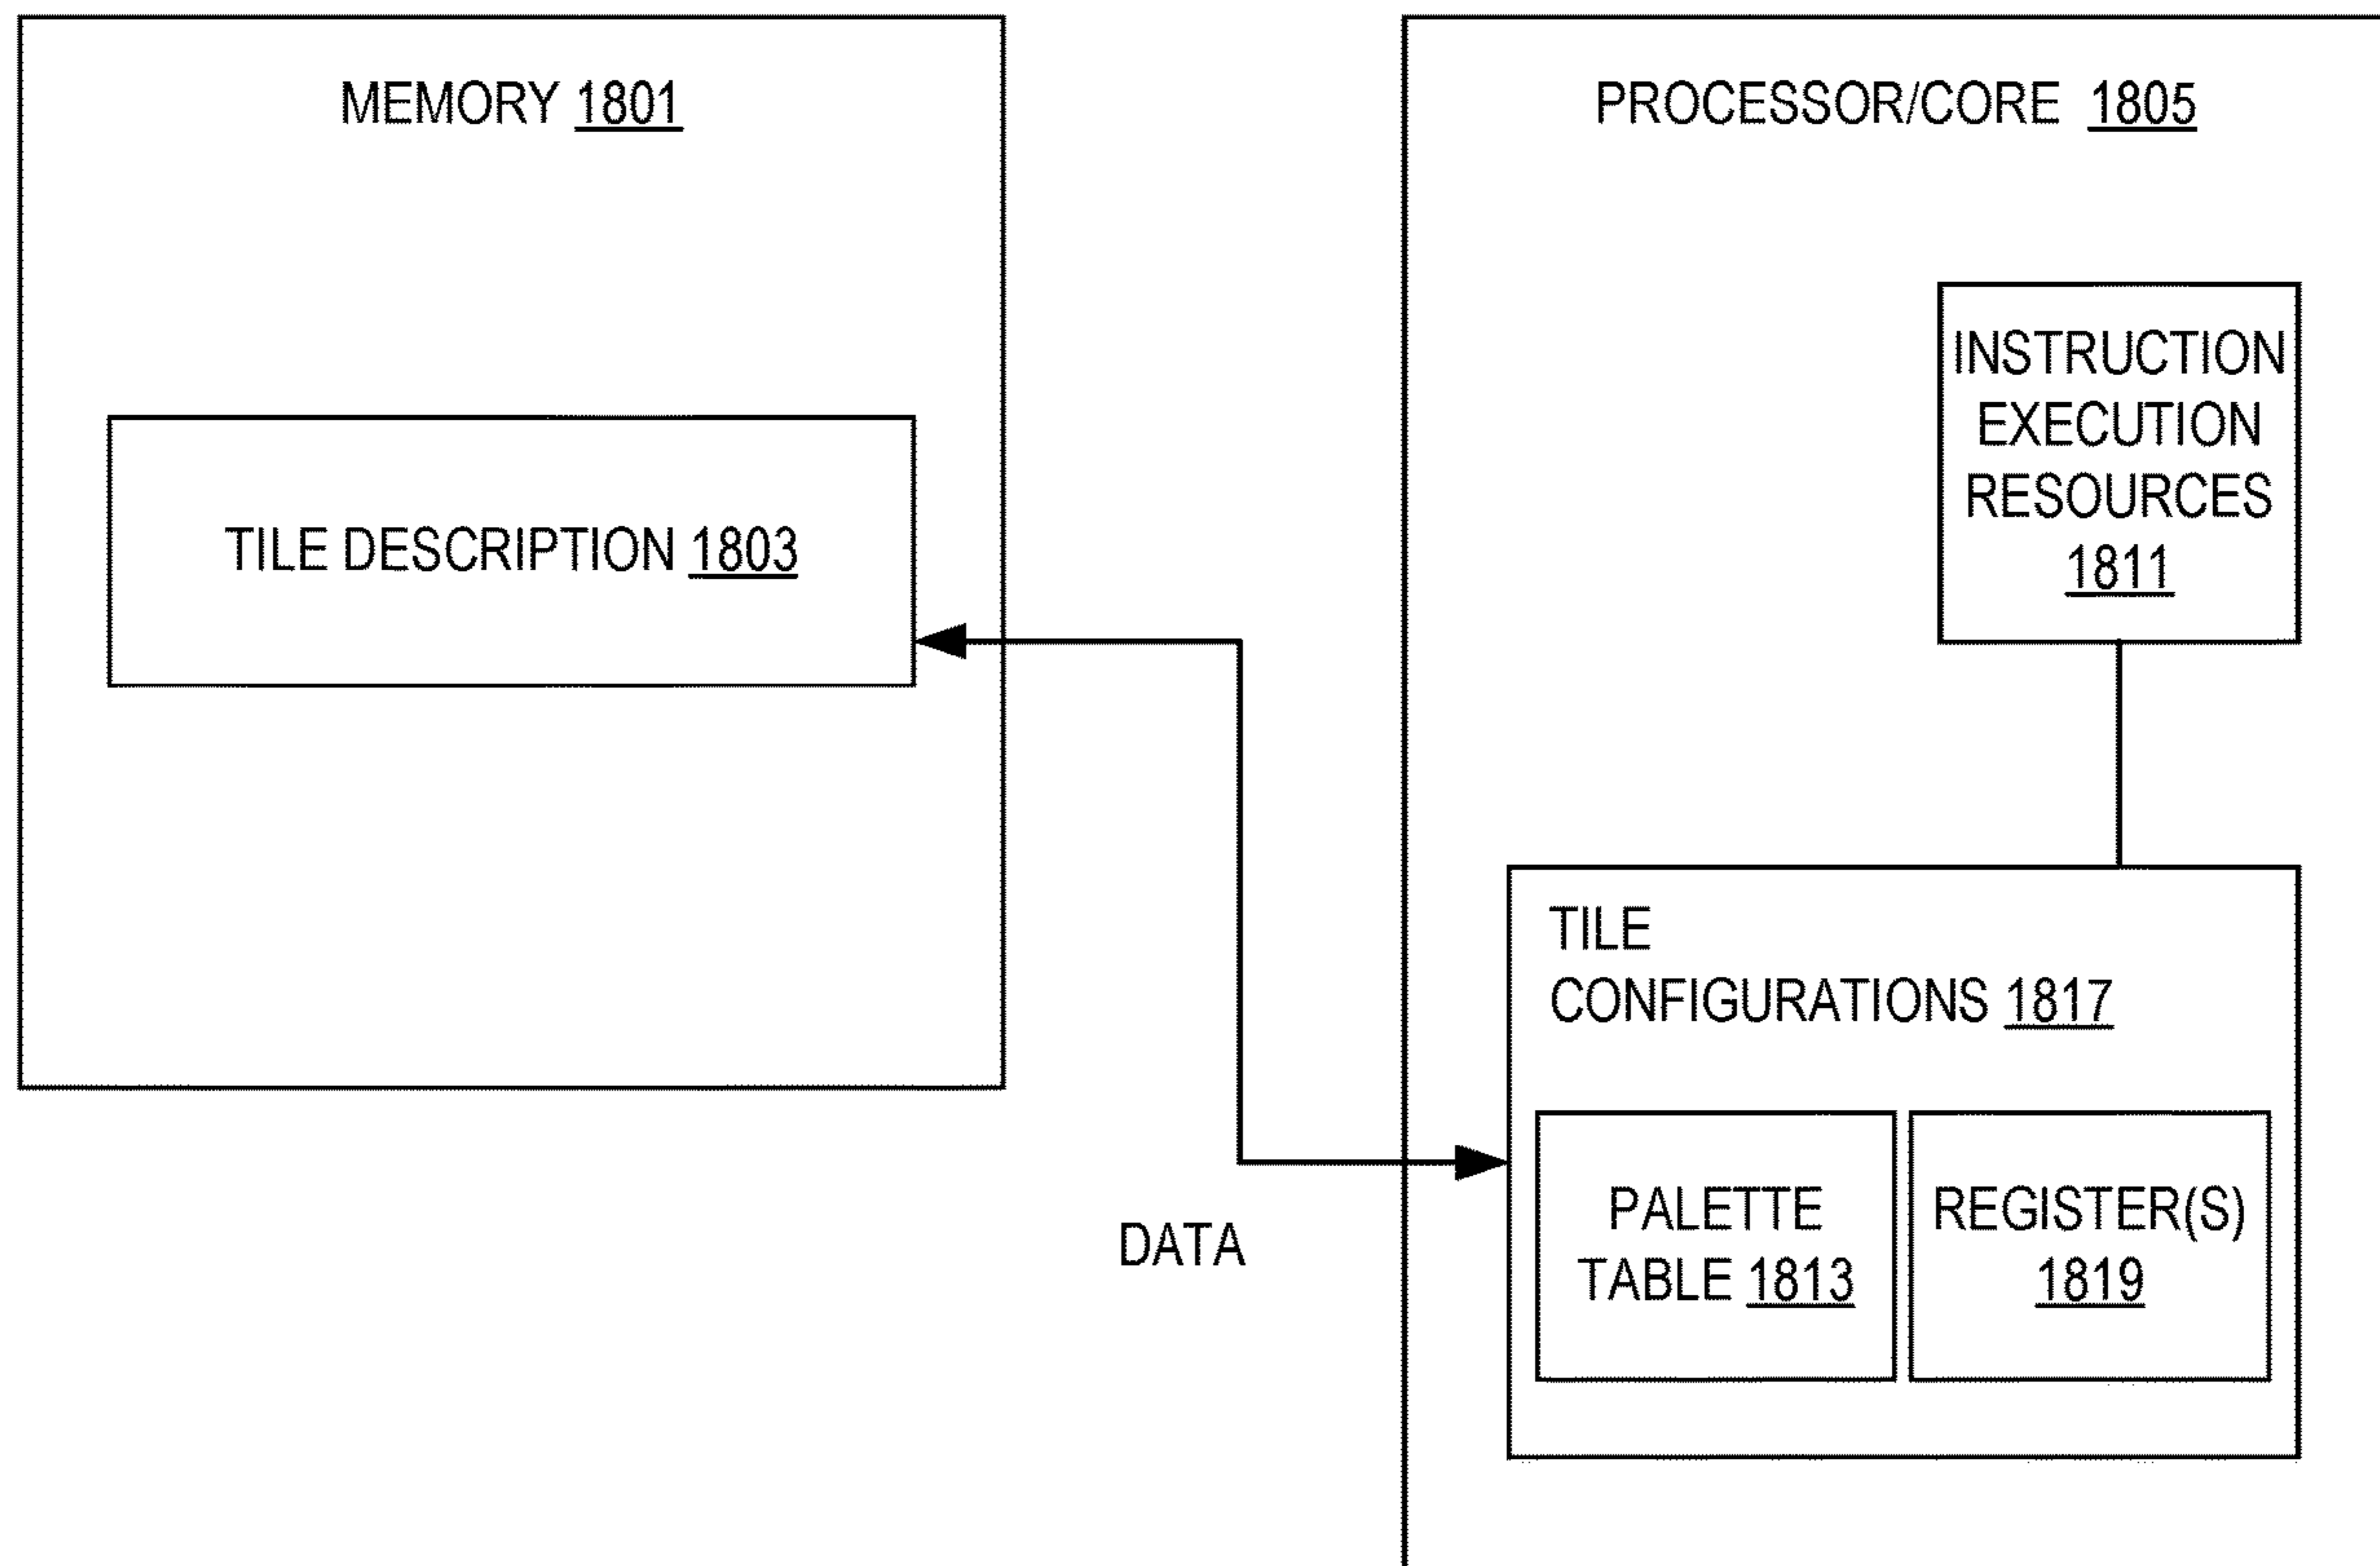 MEMORY 1801
PROCESSOR/CORE 1805
INSTRUCTION
EXECUTION
RESOURCES
1811
TILE DESCRIPTION 1803
TILE
CONFIGURATIONS 1817
PALETTE
TABLE 1813
REGISTER(S)
1819
DATA